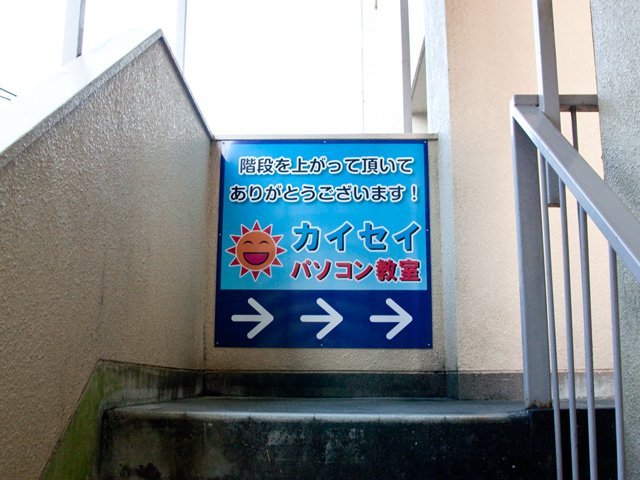 階段を上がって頂いて
ありがとうございます!
カイセイ
パソコン教室